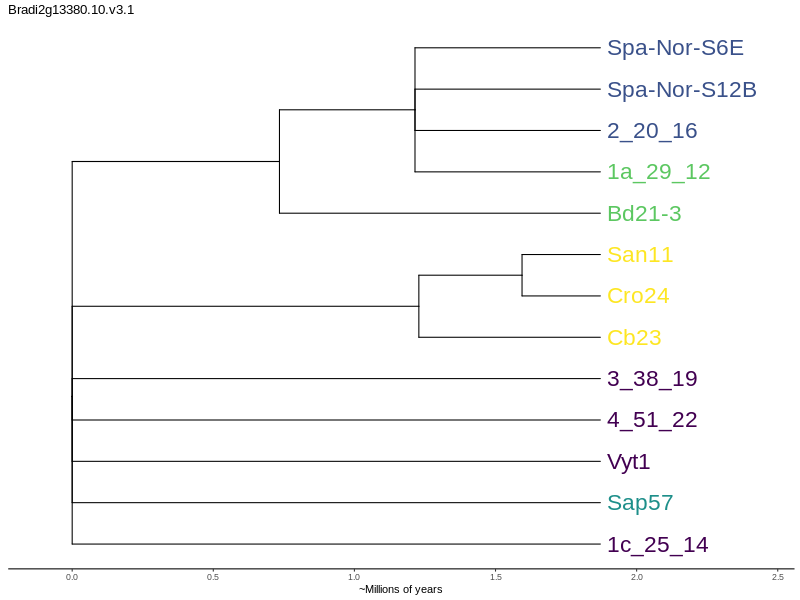 Bradi2g13380.10.v3.1
Spa-Nor-S6E
Spa-Nor-S12B
2_20_16
1a_29_12
Bd21-3
San11
Cro24
Cb23
3_38_19
4_51_22
Vyt1
Sap57
1c_25_14
0.0 0.5 1.0 1.5 2.0 2.5
~Millions of years